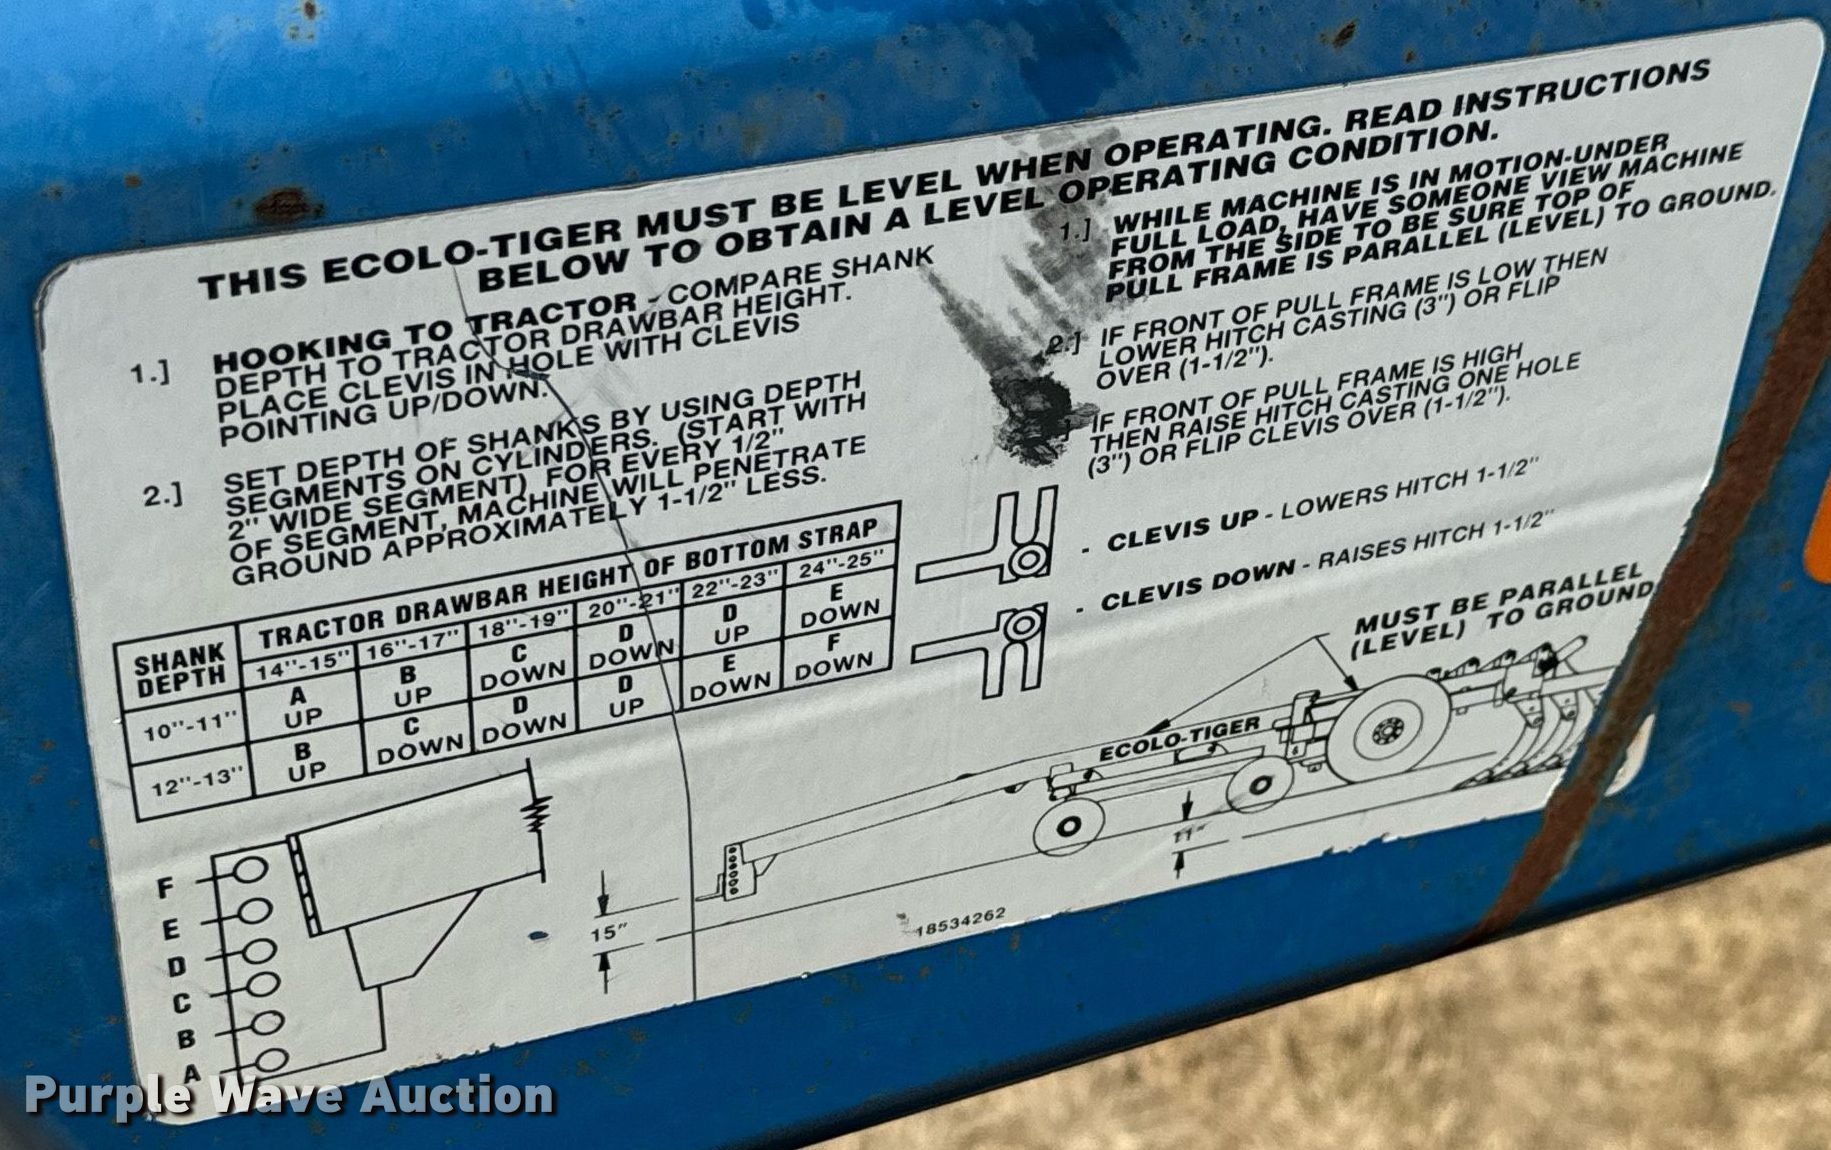 THIS ECOLO-TIGER MUST BE LEVEL WHEN OPERATING. READ INSTRUCTIONS
BELOW TO OBTAIN A LEVEL OPERATING CONDITION.
1.] HOOKING TO TRACTOR - COMPARE SHANK
DEPTH TO TRACTOR DRAWBAR HEIGHT.
PLACE CLEVIS IN HOLE WITH CLEVIS
POINTING UP/DOWN.
2.] SET DEPTH OF SHANKS BY USING DEPTH
SEGMENTS ON CYLINDERS. (START WITH
2" WIDE SEGMENT) FOR EVERY 1/2"
OF SEGMENT, MACHINE WILL PENETRATE
GROUND APPROXIMATELY 1-1/2" LESS.
SHANK DEPTH
TRACTOR DRAWBAR HEIGHT OF BOTTOM STRAP
14"-15" 16"-17" 18"-19" 20"-21" 22"-23" 24"-25"
10"-11" A UP B UP C DOWN D DOWN D UP E DOWN
12"-13" B UP C DOWN D DOWN D UP E DOWN F DOWN
1.] WHILE MACHINE IS IN MOTION-UNDER
FULL LOAD, HAVE SOMEONE VIEW MACHINE
FROM THE SIDE TO BE SURE TOP OF
PULL FRAME IS PARALLEL (LEVEL) TO GROUND.
2.] IF FRONT OF PULL FRAME IS LOW THEN
LOWER HITCH CASTING (3") OR FLIP
OVER (1-1/2").
IF FRONT OF PULL FRAME IS HIGH
THEN RAISE HITCH CASTING ONE HOLE
(3") OR FLIP CLEVIS OVER (1-1/2").
- CLEVIS UP - LOWERS HITCH 1-1/2"
- CLEVIS DOWN - RAISES HITCH 1-1/2"
MUST BE PARALLEL
(LEVEL) TO GROUND
ECOLO-TIGER
11"
15"
18534262
F
E
D
C
B
A
Purple Wave Auction